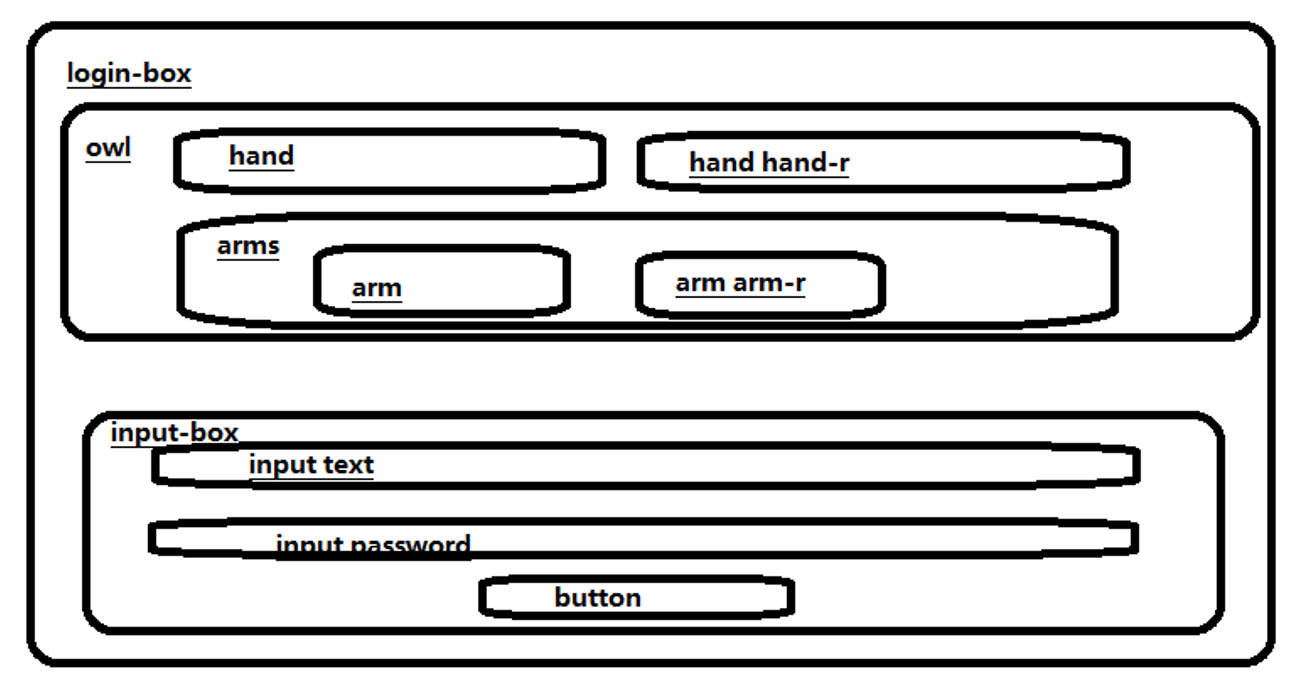 login-box
owl
hand
hand hand-r
arms
arm
arm arm-r
input-box
input text
input password
button